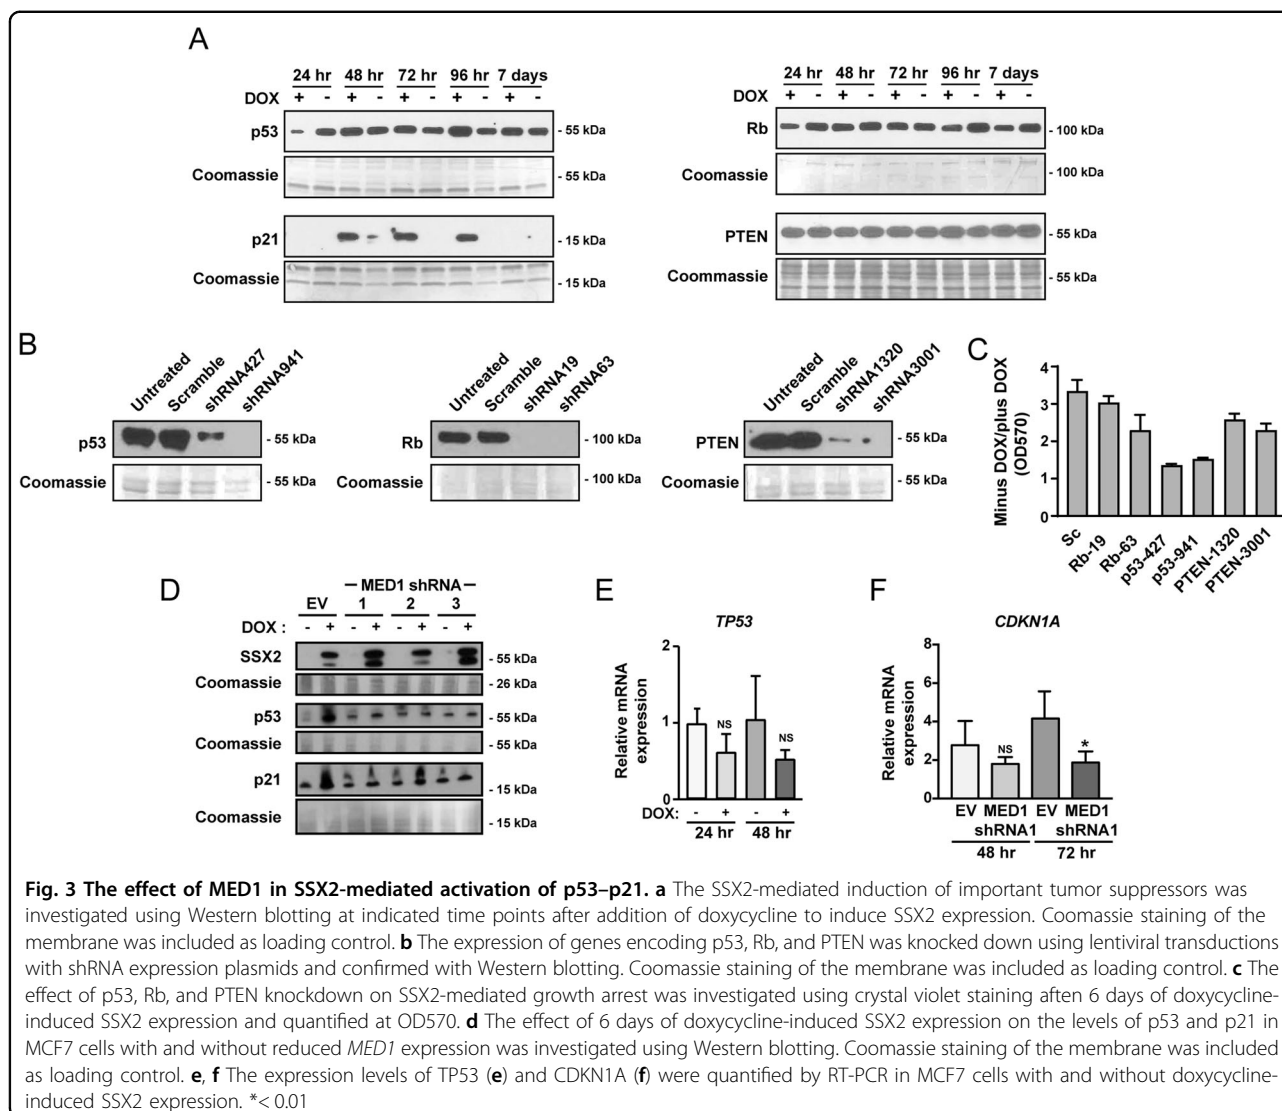 A
24 hr 48 hr 72 hr 96 hr 7 days
DOX + - + - + - + - + -
p53 - 55 kDa
Coomassie - 55 kDa
p21 - 15 kDa
Coomassie - 15 kDa
24 hr 48 hr 72 hr 96 hr 7 days
DOX + - + - + - + - + -
Rb - 100 kDa
Coomassie - 100 kDa
PTEN - 55 kDa
Coommassie - 55 kDa
B
Untreated Scramble shRNA427 shRNA941
p53 - 55 kDa
Coomassie - 55 kDa
Untreated Scramble shRNA19 shRNA63
Rb - 100 kDa
Coomassie - 100 kDa
Untreated Scramble shRNA1320 shRNA3001
PTEN - 55 kDa
Coomasie - 55 kDa
C
Minus DOX/plus DOX
(OD570)
4
3
2
1
0
Sc Rb-19 Rb-63 p53-427 p53-941 PTEN-1320 PTEN-3001
D
MED1 shRNA
EV 1 2 3
DOX : - + - + - + - +
SSX2 - 55 kDa
Coomassie - 26 kDa
p53 - 55 kDa
Coomassie - 55 kDa
p21 - 15 kDa
Coomassie - 15 kDa
E
TP53
Relative mRNA
expression
2
1
0
NS NS
DOX: - + - +
24 hr 48 hr
F
CDKN1A
Relative mRNA
expression
8
6
4
2
0
NS *
EV MED1 EV MED1
shRNA1 shRNA1
48 hr 72 hr
Fig. 3 The effect of MED1 in SSX2-mediated activation of p53–p21. a The SSX2-mediated induction of important tumor suppressors was
investigated using Western blotting at indicated time points after addition of doxycycline to induce SSX2 expression. Coomassie staining of the
membrane was included as loading control. b The expression of genes encoding p53, Rb, and PTEN was knocked down using lentiviral transductions
with shRNA expression plasmids and confirmed with Western blotting. Coomassie staining of the membrane was included as loading control. c The
effect of p53, Rb, and PTEN knockdown on SSX2-mediated growth arrest was investigated using crystal violet staining aften 6 days of doxycycline-
induced SSX2 expression and quantified at OD570. d The effect of 6 days of doxycycline-induced SSX2 expression on the levels of p53 and p21 in
MCF7 cells with and without reduced MED1 expression was investigated using Western blotting. Coomassie staining of the membrane was included
as loading control. e, f The expression levels of TP53 (e) and CDKN1A (f) were quantified by RT-PCR in MCF7 cells with and without doxycycline-
induced SSX2 expression. *< 0.01